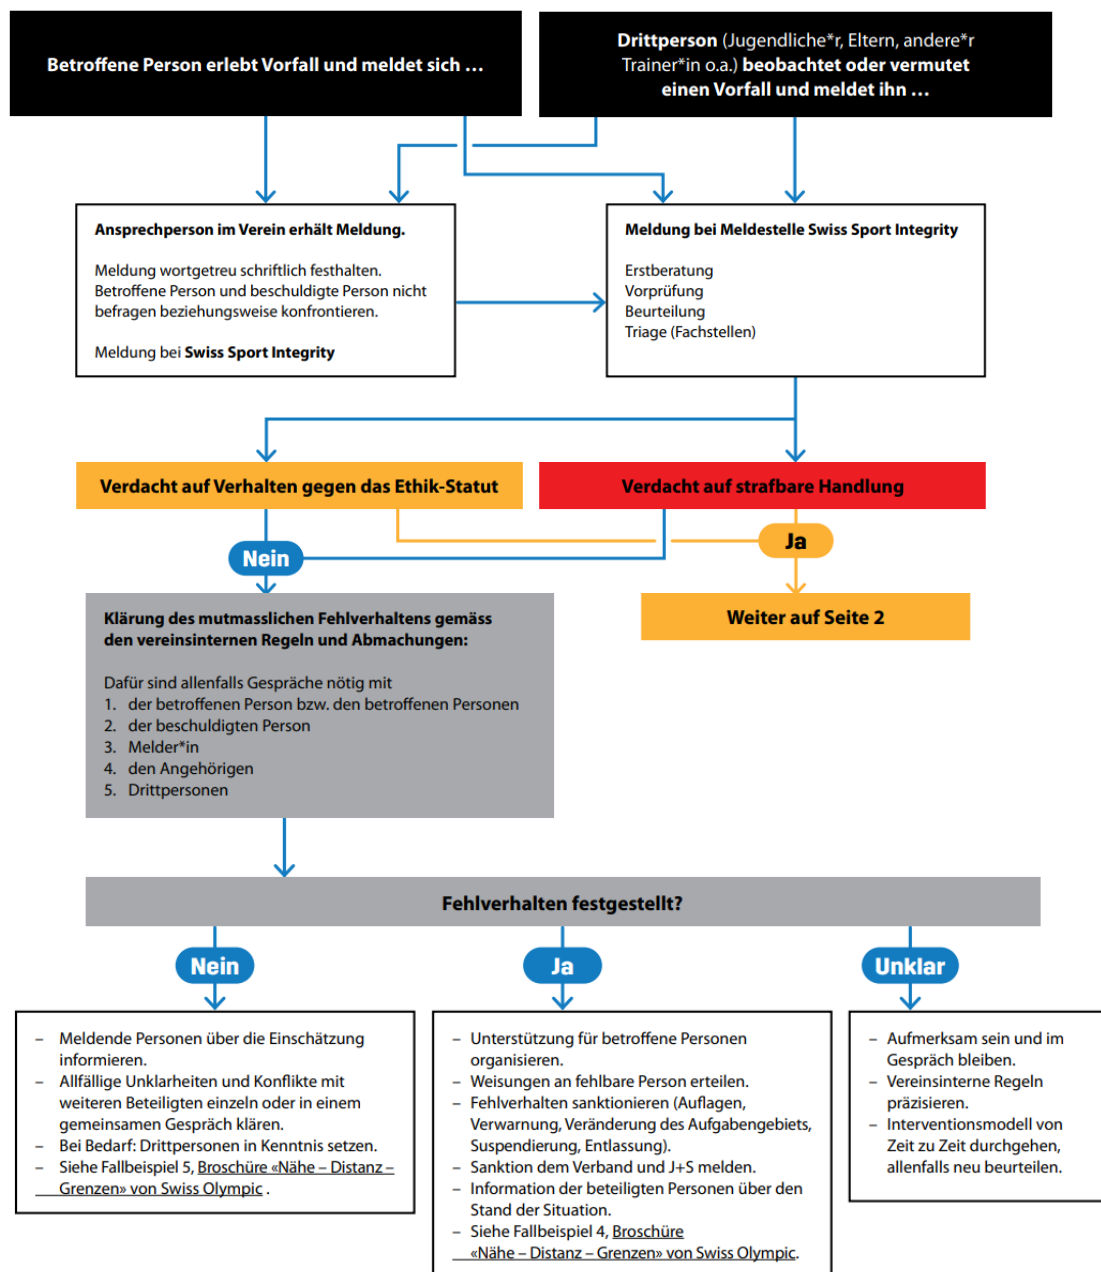 Betroffene Person erlebt Vorfall und meldet sich …
Drittperson (Jugendliche*r, Eltern, andere*r
Trainer*in o.a.) beobachtet oder vermutet
einen Vorfall und meldet ihn …
Ansprechperson im Verein erhält Meldung.
Meldung wortgetreu schriftlich festhalten.
Betroffene Person und beschuldigte Person nicht
befragen beziehungsweise konfrontieren.
Meldung bei Swiss Sport Integrity
Meldung bei Meldestelle Swiss Sport Integrity
Erstberatung
Vorprüfung
Beurteilung
Triage (Fachstellen)
Verdacht auf Verhalten gegen das Ethik-Statut
Verdacht auf strafbare Handlung
Nein
Ja
Klärung des mutmasslichen Fehlverhaltens gemäss
den vereinsinternen Regeln und Abmachungen:
Dafür sind allenfalls Gespräche nötig mit
1. der betroffenen Person bzw. den betroffenen Personen
2. der beschuldigten Person
3. Melder*in
4. den Angehörigen
5. Drittpersonen
Weiter auf Seite 2
Fehlverhalten festgestellt?
Nein
Ja
Unklar
– Meldende Personen über die Einschätzung
informieren.
– Allfällige Unklarheiten und Konflikte mit
weiteren Beteiligten einzeln oder in einem
gemeinsamen Gespräch klären.
– Bei Bedarf: Drittpersonen in Kenntnis setzen.
– Siehe Fallbeispiel 5, Broschüre «Nähe – Distanz –
Grenzen» von Swiss Olympic .
– Unterstützung für betroffene Personen
organisieren.
– Weisungen an fehlbare Person erteilen.
– Fehlverhalten sanktionieren (Auflagen,
Verwarnung, Veränderung des Aufgabengebiets,
Suspendierung, Entlassung).
– Sanktion dem Verband und J+S melden.
– Information der beteiligten Personen über den
Stand der Situation.
– Siehe Fallbeispiel 4, Broschüre
«Nähe – Distanz – Grenzen» von Swiss Olympic.
– Aufmerksam sein und im
Gespräch bleiben.
– Vereinsinterne Regeln
präzisieren.
– Interventionsmodell von
Zeit zu Zeit durchgehen,
allenfalls neu beurteilen.